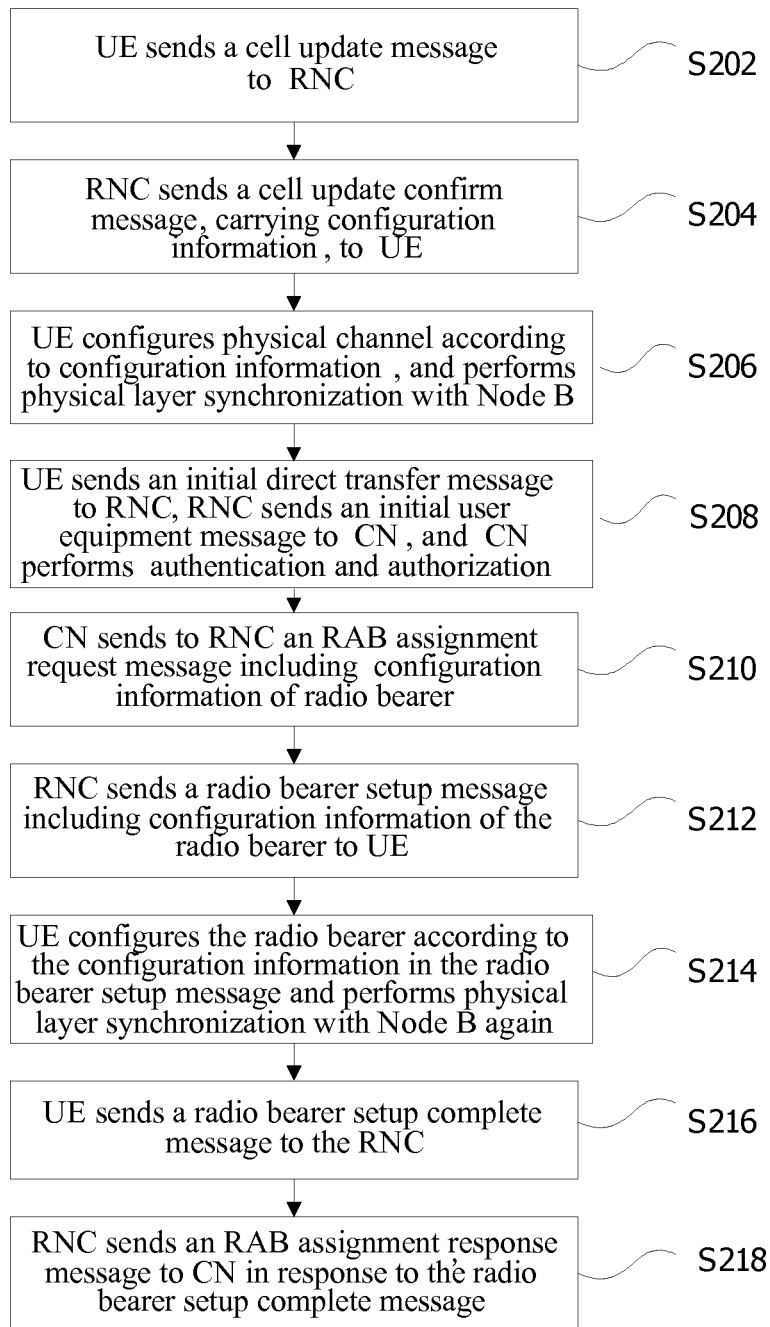 UE sends a cell update message
to RNC
S202
RNC sends a cell update confirm
message, carrying configuration
information , to UE
S204
UE configures physical channel according
to configuration information , and performs
physical layer synchronization with Node B
S206
UE sends an initial direct transfer message
to RNC, RNC sends an initial user
equipment message to CN , and CN
performs authentication and authorization
S208
CN sends to RNC an RAB assignment
request message including configuration
information of radio bearer
S210
RNC sends a radio bearer setup message
including configuration information of the
radio bearer to UE
S212
UE configures the radio bearer according to
the configuration information in the radio
bearer setup message and performs physical
layer synchronization with Node B again
S214
UE sends a radio bearer setup complete
message to the RNC
S216
RNC sends an RAB assignment response
message to CN in response to the radio
bearer setup complete message
S218